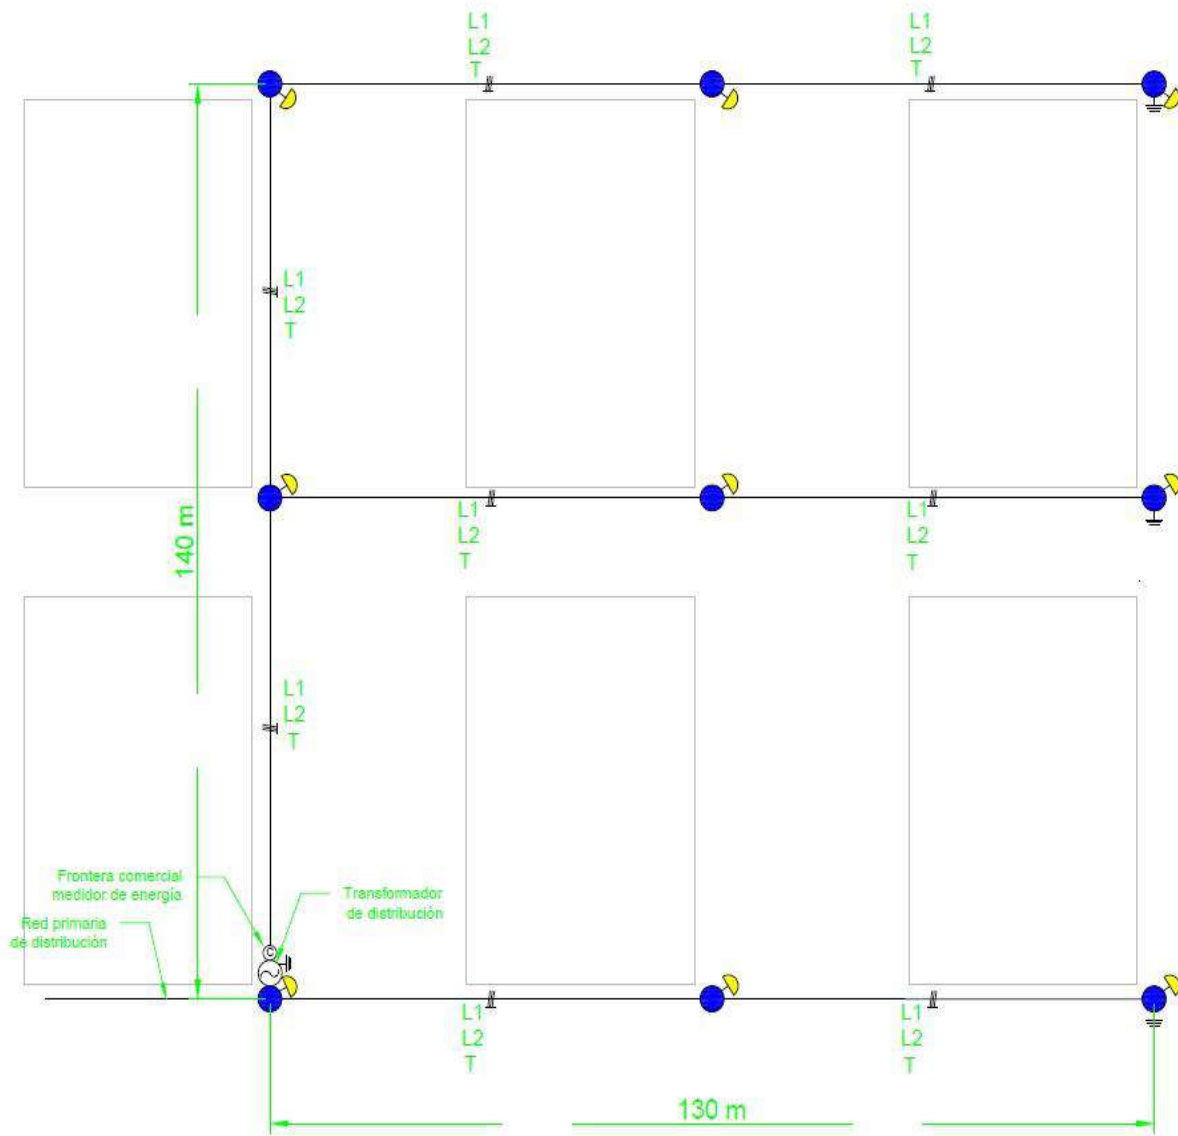 L1
L2
T
L1
L2
T
L1
L2
T
140 m
L1
L2
T
L1
L2
T
L1
L2
T
Frontera comercial
medidor de energía
Transformador
de distribución
Red primaria
de distribución
C
L1
L2
T
L1
L2
T
130 m